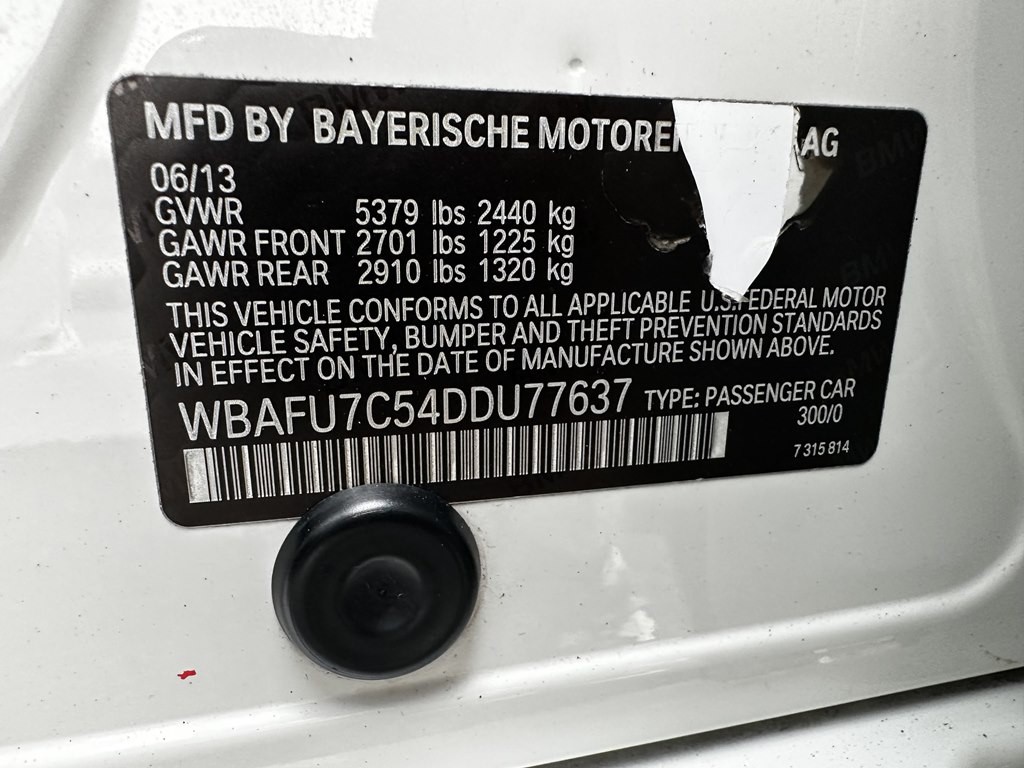 MFD BY BAYERISCHE MOTOREN AG
06/13
GVWR 5379 lbs 2440 kg
GAWR FRONT 2701 lbs 1225 kg
GAWR REAR 2910 lbs 1320 kg
THIS VEHICLE CONFORMS TO ALL APPLICABLE U.S.FEDERAL MOTOR
VEHICLE SAFETY, BUMPER AND THEFT PREVENTION STANDARDS
IN EFFECT ON THE DATE OF MANUFACTURE SHOWN ABOVE.
WBAFU7C54DDU77637 TYPE: PASSENGER CAR
300/0
7 315 814